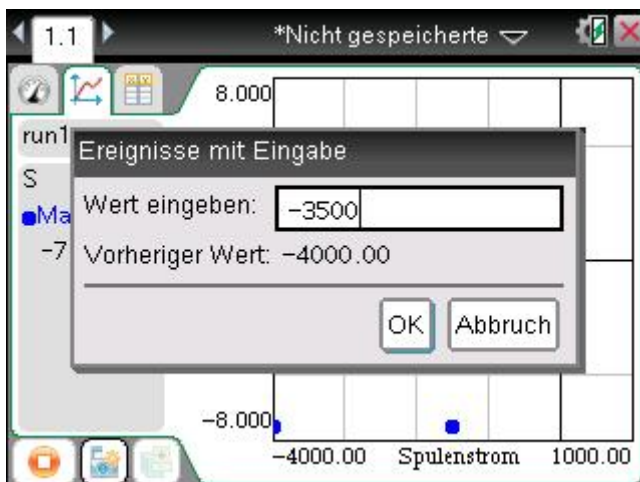 1.1 *Nicht gespeicherte
8.000
run1
Ereignisse mit Eingabe
S
Wert eingeben: -3500
Ma
-7
Vorheriger Wert: -4000.00
OK Abbruch
-8.000
-4000.00 Spulenstrom 1000.00